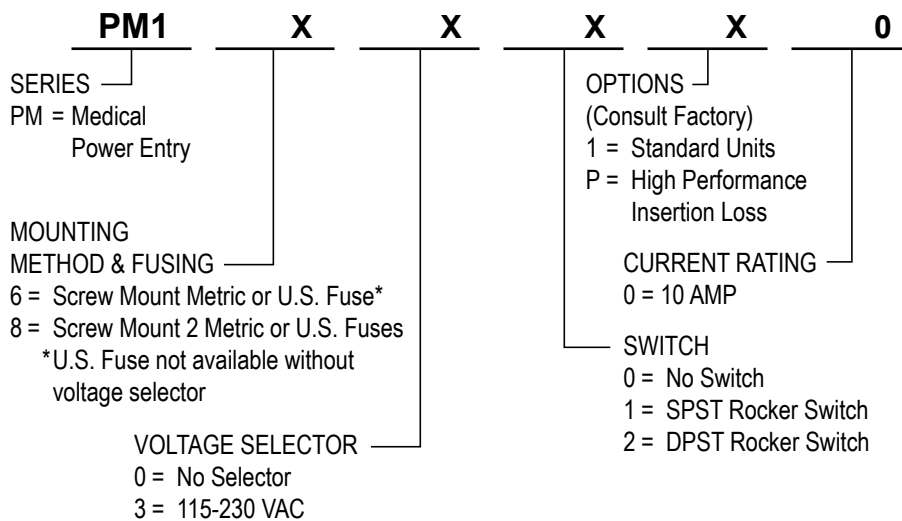 PM1 X X X X 0
SERIES
PM = Medical
Power Entry
MOUNTING
METHOD & FUSING
6 = Screw Mount Metric or U.S. Fuse*
8 = Screw Mount 2 Metric or U.S. Fuses
*U.S. Fuse not available without
voltage selector
VOLTAGE SELECTOR
0 = No Selector
3 = 115-230 VAC
OPTIONS
(Consult Factory)
1 = Standard Units
P = High Performance
Insertion Loss
CURRENT RATING
0 = 10 AMP
SWITCH
0 = No Switch
1 = SPST Rocker Switch
2 = DPST Rocker Switch